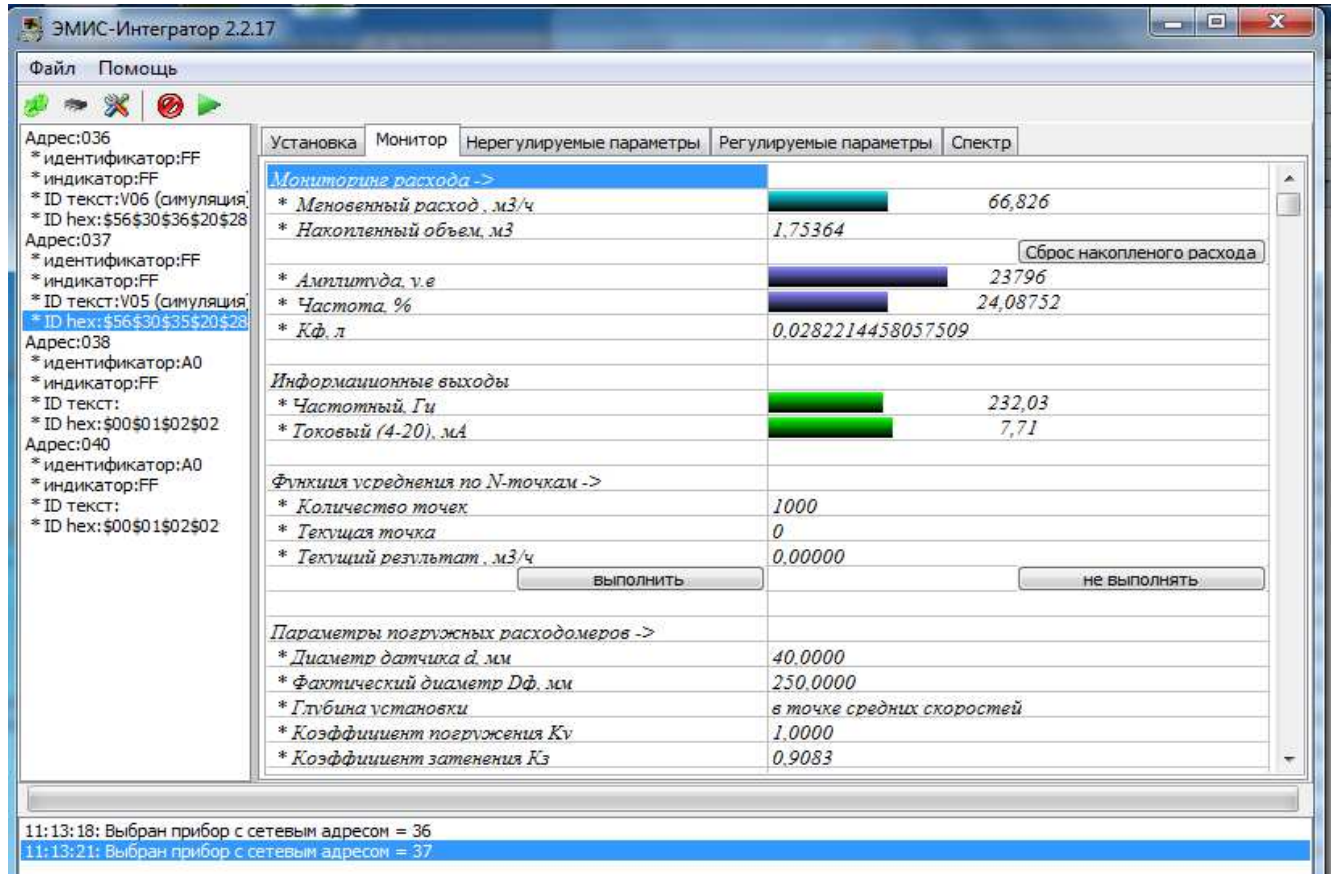 ЭМИС-Интегратор 2.2.17
Файл Помощь
Адрес:036
* идентификатор:FF
* индикатор:FF
* ID текст:V06 (симуляция)
* ID hex:$56$30$36$20$28
Адрес:037
* идентификатор:FF
* индикатор:FF
* ID текст:V05 (симуляция)
* ID hex:$56$30$35$20$28
Адрес:038
* идентификатор:A0
* индикатор:FF
* ID текст:
* ID hex:$00$01$02$02
Адрес:040
* идентификатор:A0
* индикатор:FF
* ID текст:
* ID hex:$00$01$02$02
Установка Монитор Нерегулируемые параметры Регулируемые параметры Спектр
Мониторинг расхода ->
* Мгновенный расход , м3/ч 66,826
* Накопленный объем, м3 1,75364
Сброс накопленого расхода
* Амплитуда, у.е 23796
* Частота, % 24,08752
* Кф, л 0,0282214458057509
Информационные выходы
* Частотный, Гц 232,03
* Токовый (4-20), мА 7,71
Функция усреднения по N-точкам ->
* Количество точек 1000
* Текущая точка 0
* Текущий результат , м3/ч 0,00000
выполнить не выполнять
Параметры погружных расходомеров ->
* Диаметр датчика d, мм 40,0000
* Фактический диаметр Dф, мм 250,0000
* Глубина установки в точке средних скоростей
* Коэффициент погружения Kv 1,0000
* Коэффициент затенения Кз 0,9083
11:13:18: Выбран прибор с сетевым адресом = 36
11:13:21: Выбран прибор с сетевым адресом = 37